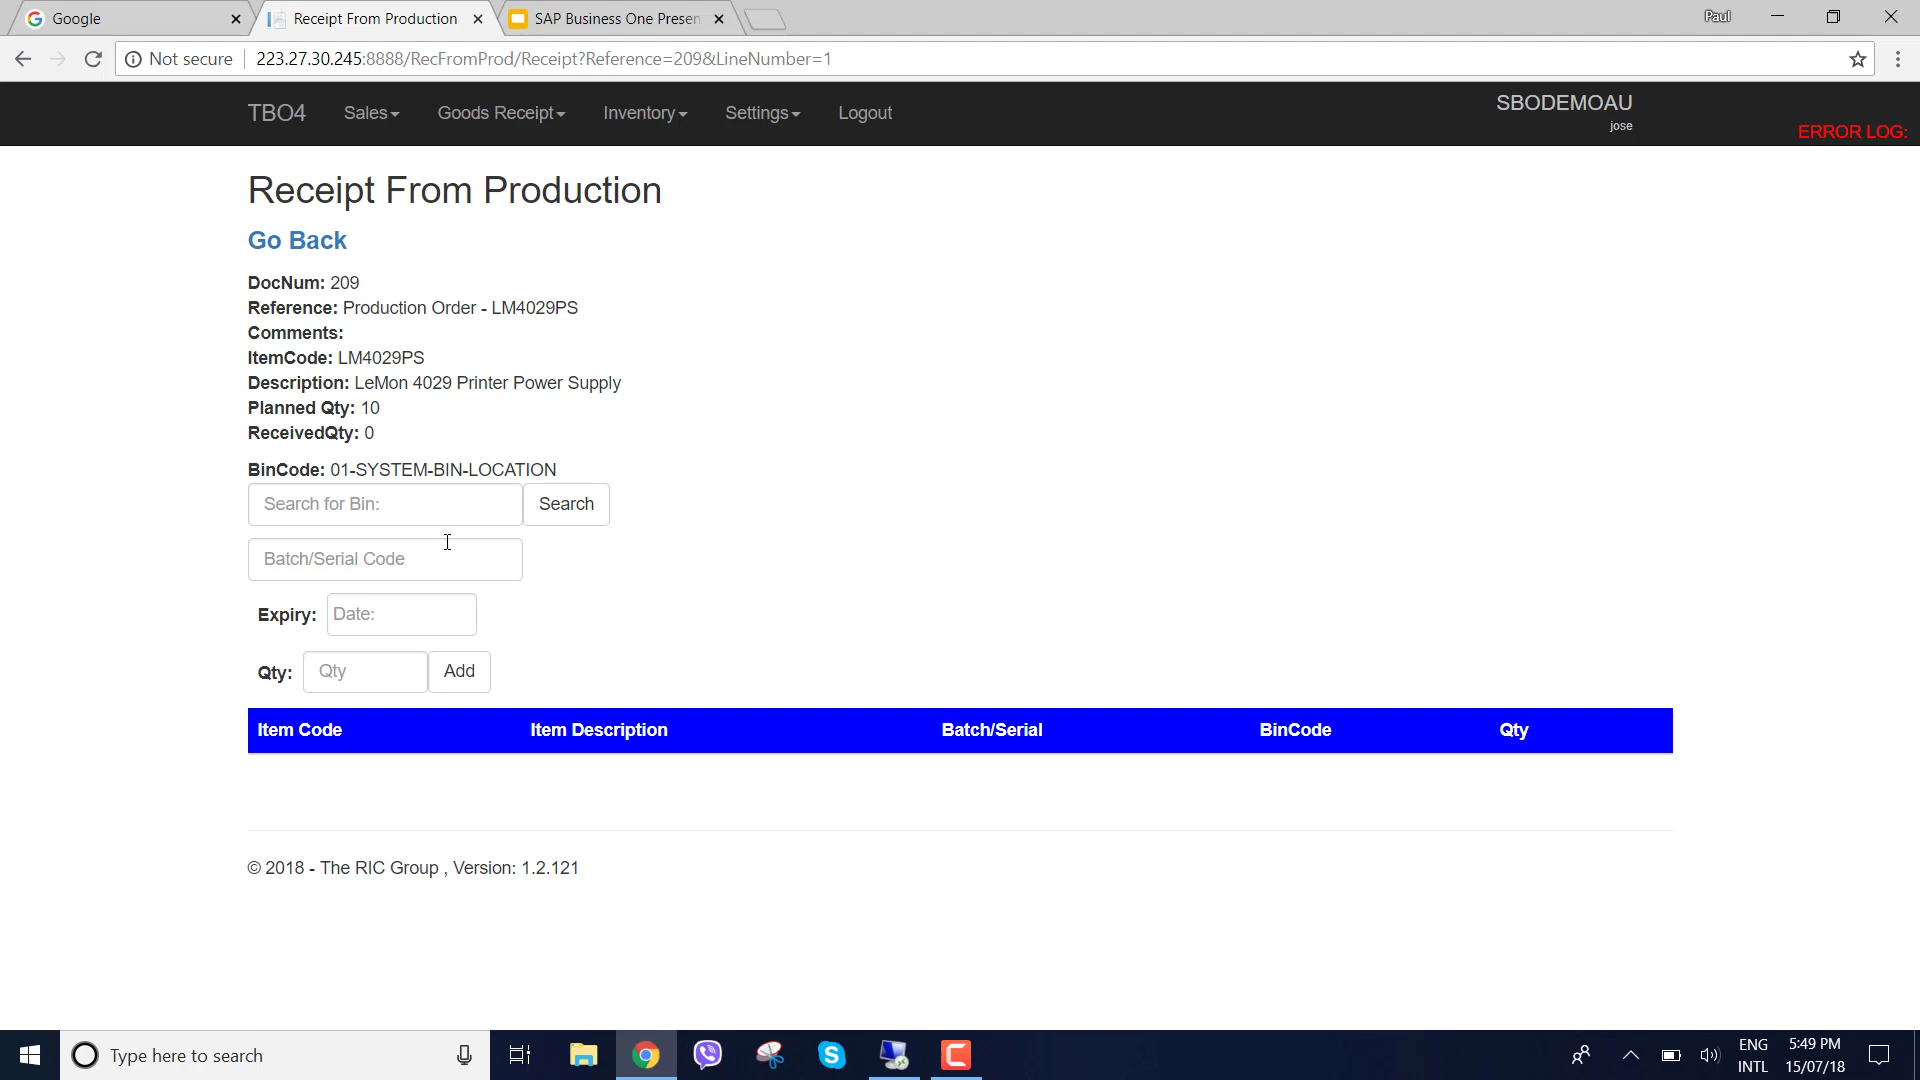 Google
Receipt From Production
SAP Business One Presen
Paul
Not secure
223.27.30.245:8888/RecFromProd/Receipt?Reference=209&LineNumber=1
TBO4 Sales Goods Receipt Inventory Settings Logout
SBODEMOAU
jose
ERROR LOG:
Receipt From Production
Go Back
DocNum: 209
Reference: Production Order - LM4029PS
Comments:
ItemCode: LM4029PS
Description: LeMon 4029 Printer Power Supply
Planned Qty: 10
ReceivedQty: 0
BinCode: 01-SYSTEM-BIN-LOCATION
Search for Bin: Search
Batch/Serial Code
Expiry: Date:
Qty: Qty Add
Item Code Item Description Batch/Serial BinCode Qty
© 2018 - The RIC Group , Version: 1.2.121
Type here to search
ENG
INTL
5:49 PM
15/07/18